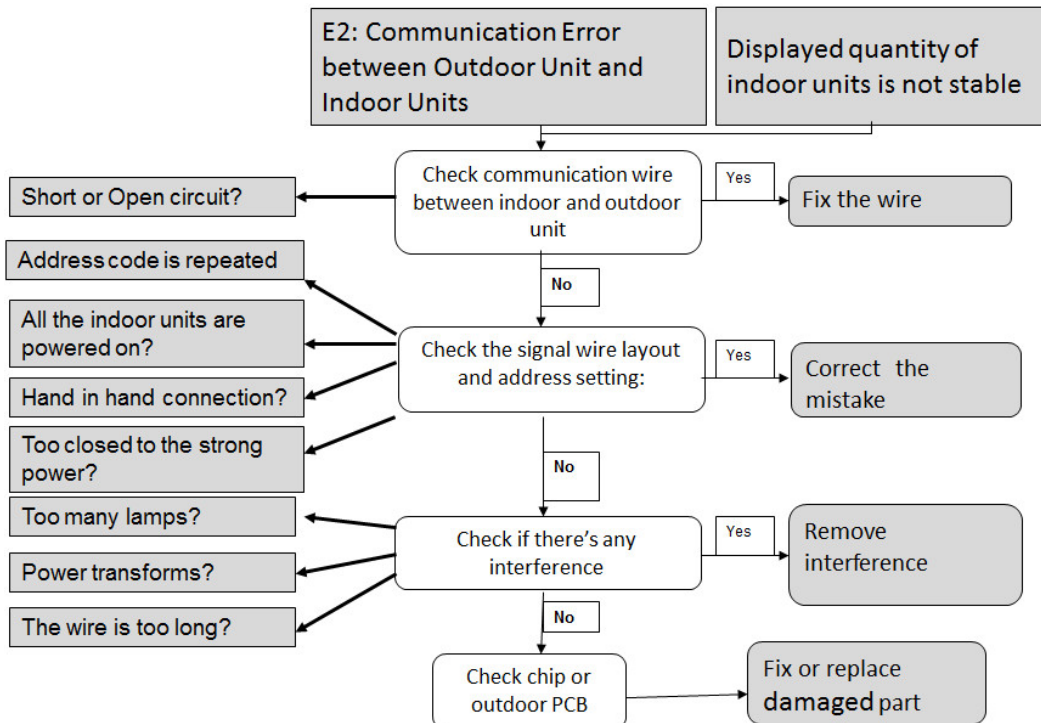 E2: Communication Error
between Outdoor Unit and
Indoor Units
Displayed quantity of
indoor units is not stable
Check communication wire
between indoor and outdoor
unit
Yes
Fix the wire
Short or Open circuit?
No
Address code is repeated
All the indoor units are
powered on?
Hand in hand connection?
Too closed to the strong
power?
Check the signal wire layout
and address setting:
Yes
Correct the
mistake
No
Too many lamps?
Power transforms?
The wire is too long?
Check if there's any
interference
Yes
Remove
interference
No
Check chip or
outdoor PCB
Fix or replace
damaged part